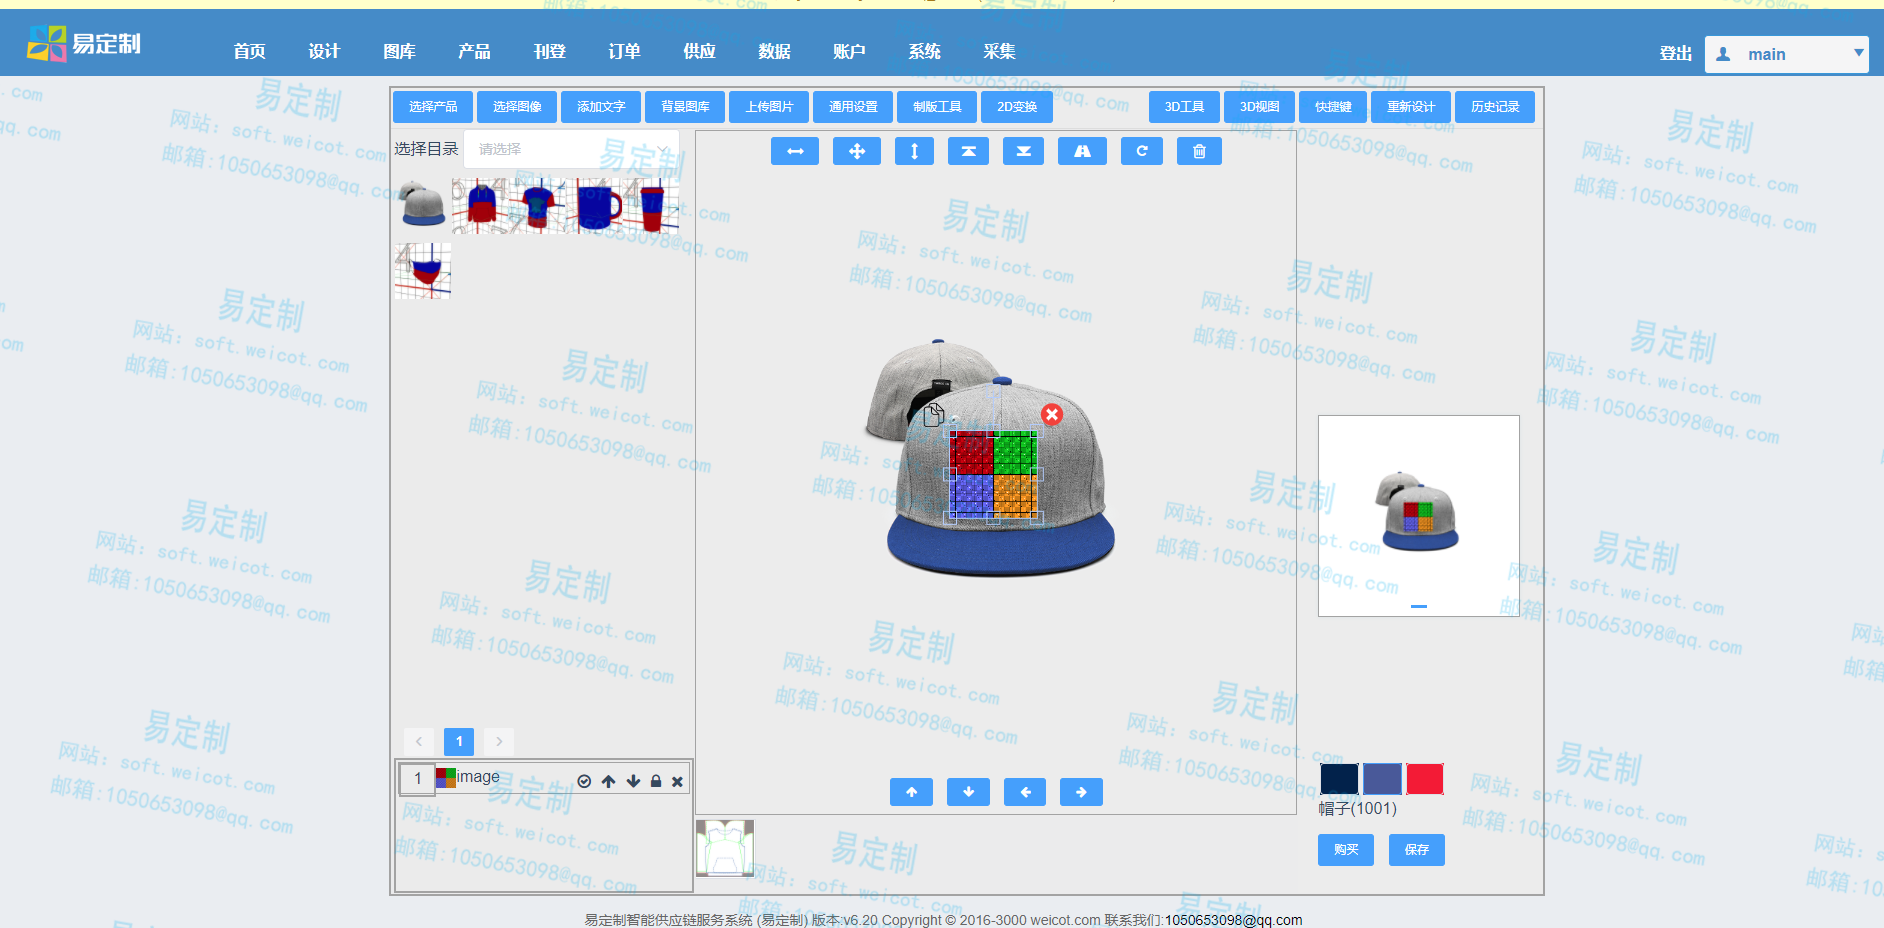 易定制
首页 设计 图库 产品 刊登 订单 供应 数据 账户 系统 采集
登出 main
选择产品 选择图像 添加文字 背景图库 上传图片 通用设置 制版工具 2D变换 3D工具 3D视图 快捷键 重新设计 历史记录
选择目录 请选择
1
1 image
帽子(1001)
购买 保存
易定制智能供应链服务系统 (易定制) 版本:v6.20 Copyright © 2016-3000 weicot.com 联系我们:1050653098@qq.com
易定制
网站: soft.weicot.com
邮箱:1050653098@qq.com